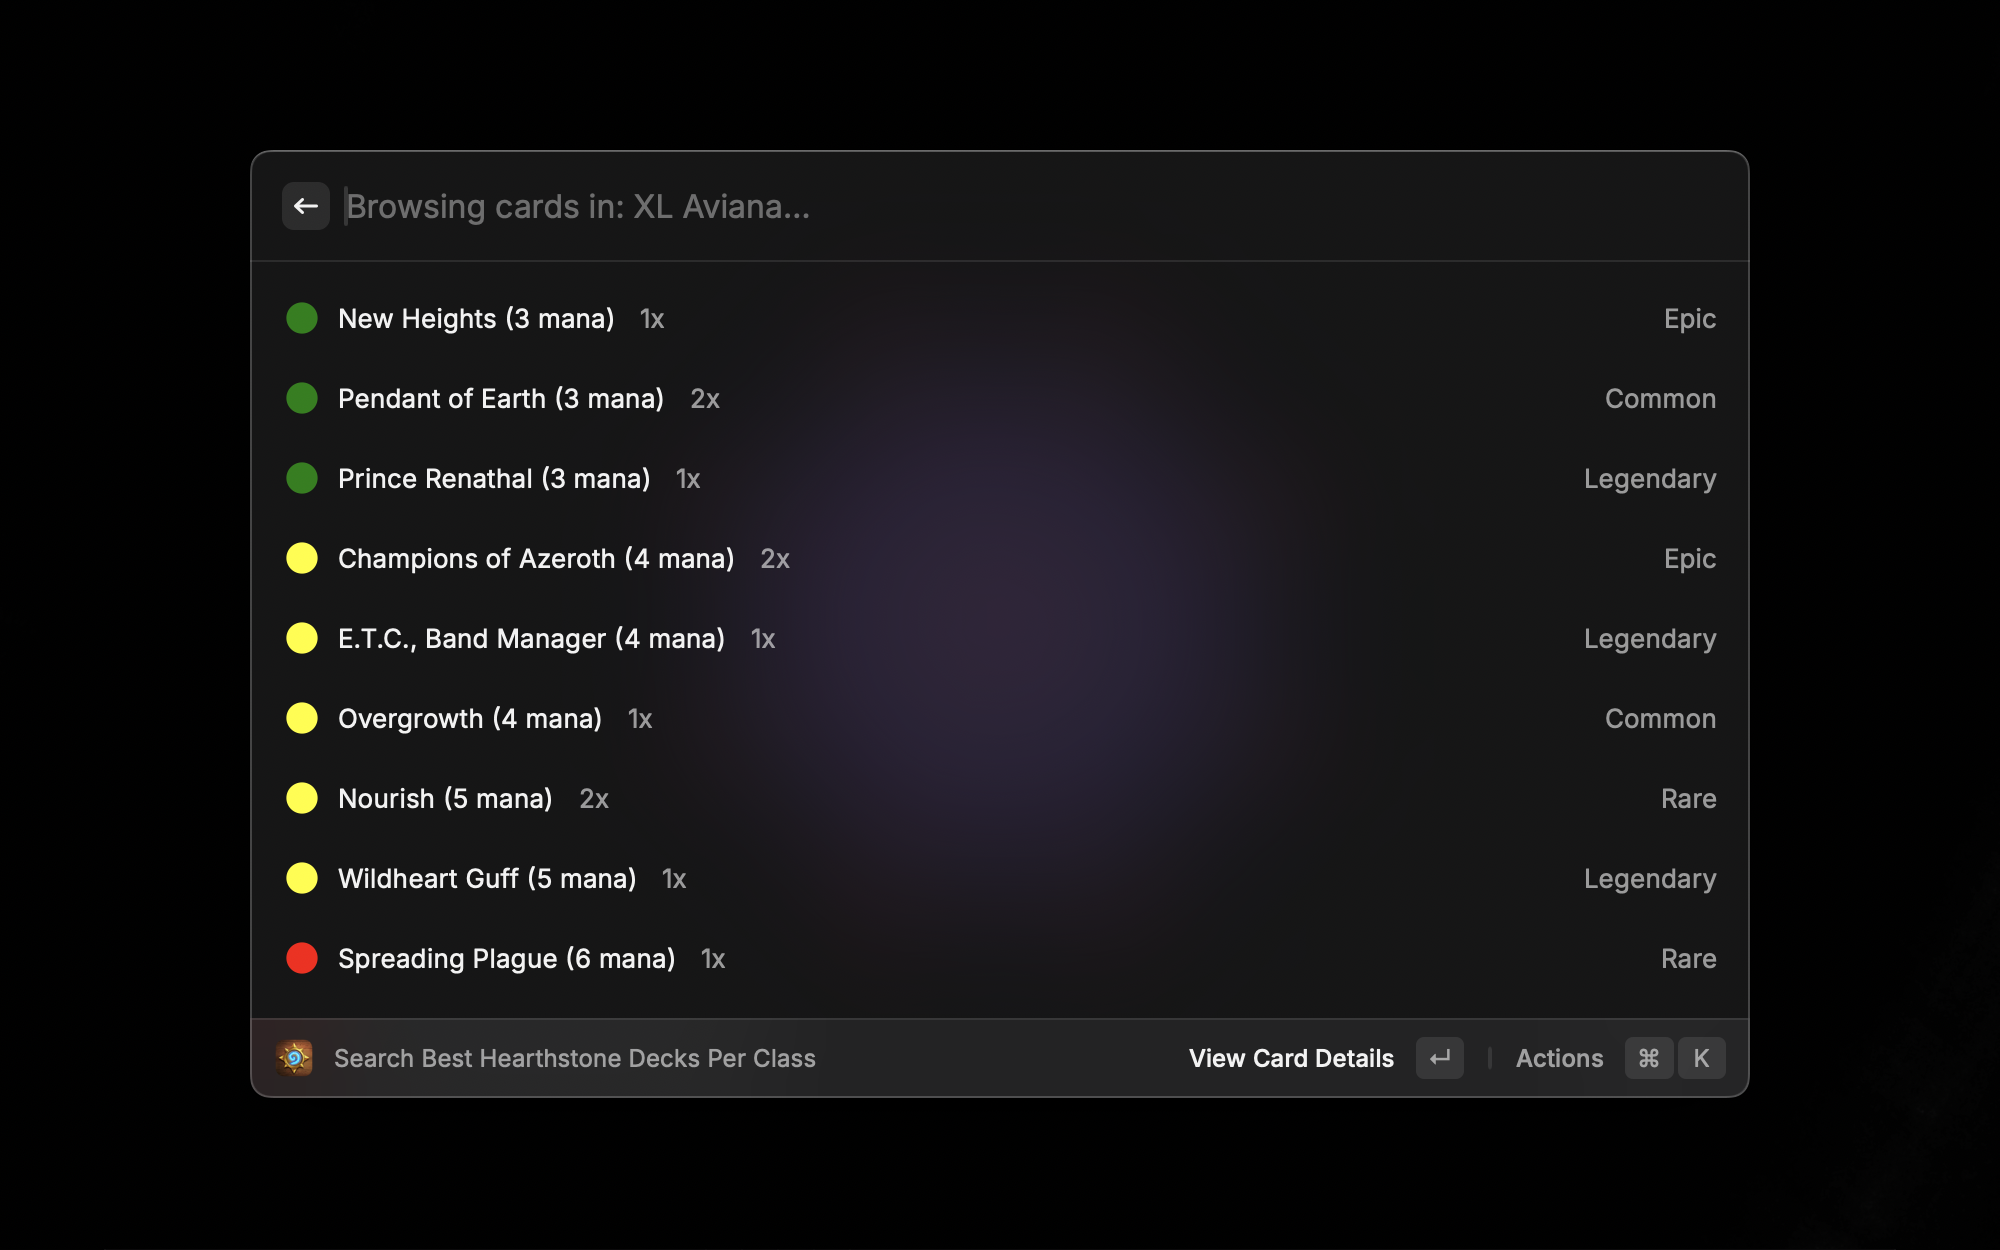 Browsing cards in: XL Aviana...
New Heights (3 mana) 1x Epic
Pendant of Earth (3 mana) 2x Common
Prince Renathal (3 mana) 1x Legendary
Champions of Azeroth (4 mana) 2x Epic
E.T.C., Band Manager (4 mana) 1x Legendary
Overgrowth (4 mana) 1x Common
Nourish (5 mana) 2x Rare
Wildheart Guff (5 mana) 1x Legendary
Spreading Plague (6 mana) 1x Rare
Search Best Hearthstone Decks Per Class View Card Details ↵ | Actions ⌘ K